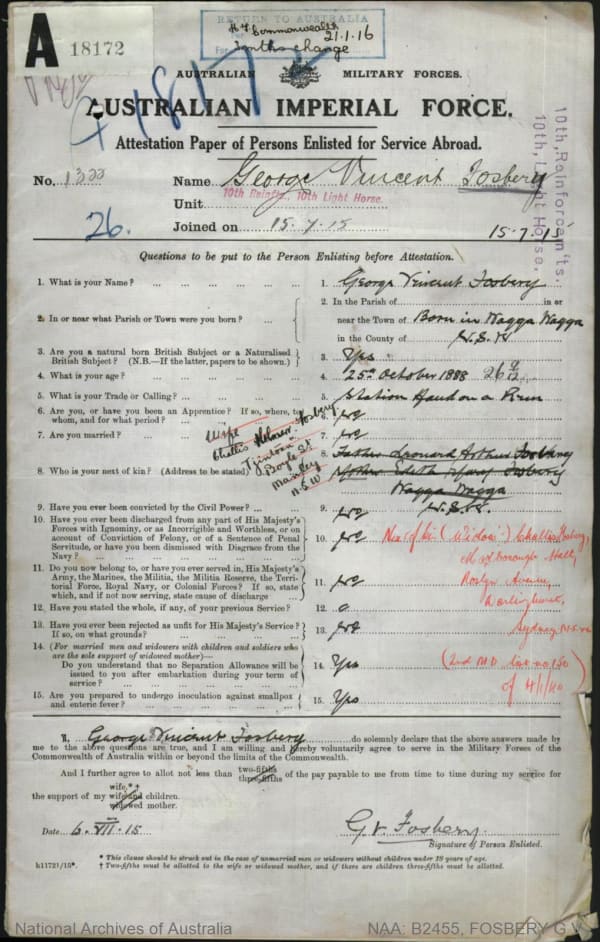 A 18172
RETURN TO AUSTRALIA
Commonwealth
21.1.16
For change
AUSTRALIAN MILITARY FORCES.
AUSTRALIAN IMPERIAL FORCE.
Attestation Paper of Persons Enlisted for Service Abroad.
10th Reinforcem'ts.
10th Light Horse.
No. 1322 Name George Vincent Fosbery
Unit 10th Reinfts., 10th Light Horse.
26.
Joined on 15.7.15 15.7.15
Questions to be put to the Person Enlisting before Attestation.
1. What is your Name? 1. George Vincent Fosbery
2. In or near what Parish or Town were you born? 2. In the Parish of in or
near the Town of Born in Wagga Wagga
in the County of N.S.W
3. Are you a natural born British Subject or a Naturalised British Subject? (N.B.—If the latter, papers to be shown.) 3. Yes
4. What is your age? 4. 25th October 1888 26 9/12
5. What is your Trade or Calling? 5. Station Hand on a Run
6. Are you, or have you been an Apprentice? If so, where, to whom, and for what period? 6. No
7. Are you married? 7. No
Wife
Challis Fosbery
Boyle St
Manley
N.S.W
8. Who is your next of kin? (Address to be stated) 8. Father Leonard Arthur Fosbery
Mother Edith Mary Fosbery
Wagga Wagga
N.S.W.
9. Have you ever been convicted by the Civil Power? 9. No
10. Have you ever been discharged from any part of His Majesty's Forces with Ignominy, or as Incorrigible and Worthless, or on account of Conviction of Felony, or of a Sentence of Penal Servitude, or have you been dismissed with Disgrace from the Navy? 10. No
Nex of kin (Widow) Challis Fosbery,
Marlborough Hall,
Roslyn Avenue,
Darlinghurst,
Sydney N.S.W.
11. Do you now belong to, or have you ever served in, His Majesty's Army, the Marines, the Militia, the Militia Reserve, the Territorial Force, Royal Navy, or Colonial Forces? If so, state which, and if not now serving, state cause of discharge 11. No
12. Have you stated the whole, if any, of your previous Service? 12.
13. Have you ever been rejected as unfit for His Majesty's Service? If so, on what grounds? 13. No
14. (For married men and widowers with children and soldiers who are the sole support of widowed mother)—
Do you understand that no Separation Allowance will be issued to you after embarkation during your term of service? 14. Yes
(2nd M.D.
of 4/1/40
15. Are you prepared to undergo inoculation against smallpox and enteric fever? 15. Yes
I, George Vincent Fosbery do solemnly declare that the above answers made by
me to the above questions are true, and I am willing and hereby voluntarily agree to serve in the Military Forces of the
Commonwealth of Australia within or beyond the limits of the Commonwealth.
And I further agree to allot not less than two-fifths three-fifths of the pay payable to me from time to time during my service for
the support of my wife,*† wife and children. widowed mother.
Date 6.VII.15 G V. Fosbery.
Signature of Person Enlisted.
h11721/15*.
* This clause should be struck out in the case of unmarried men or widowers without children under 18 years of age.
† Two-fifths must be allotted to the wife or widowed mother, and if there are children three-fifths must be allotted.
National Archives of Australia NAA: B2455, FOSBERY G V